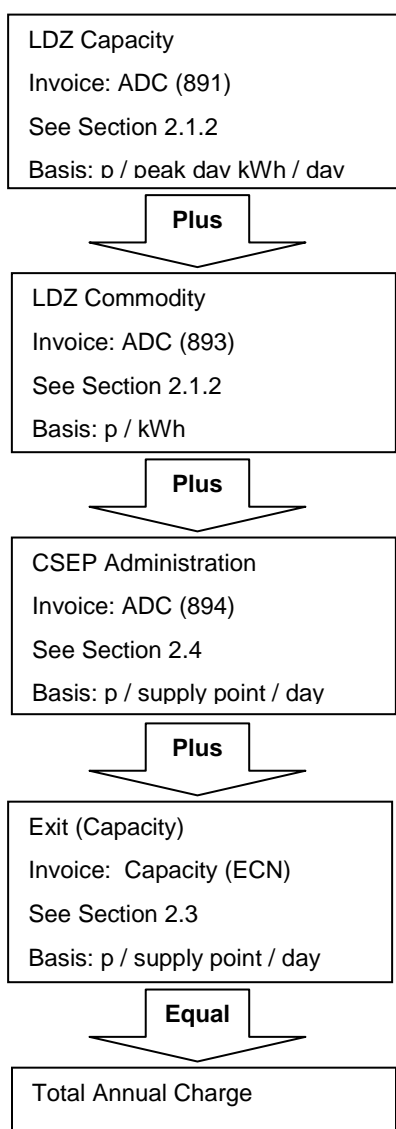 LDZ Capacity
Invoice: ADC (891)
See Section 2.1.2
Basis: p / peak day kWh / day
Plus
LDZ Commodity
Invoice: ADC (893)
See Section 2.1.2
Basis: p / kWh
Plus
CSEP Administration
Invoice: ADC (894)
See Section 2.4
Basis: p / supply point / day
Plus
Exit (Capacity)
Invoice: Capacity (ECN)
See Section 2.3
Basis: p / supply point / day
Equal
Total Annual Charge